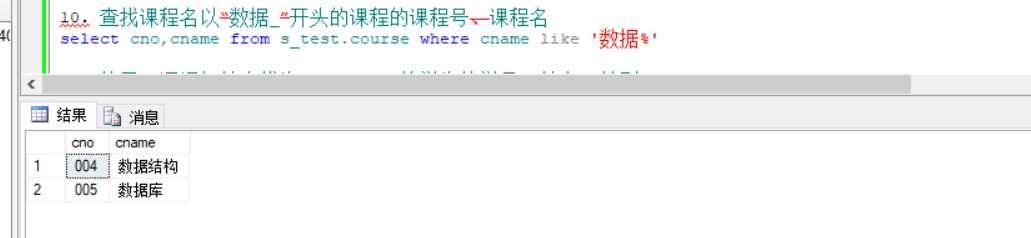 10. 查找课程名以“数据_“开头的课程的课程号、课程名
40
select cno,cname from s_test.course where cname like '数据%'
结果 消息
cno cname
1 004 数据结构
2 005 数据库